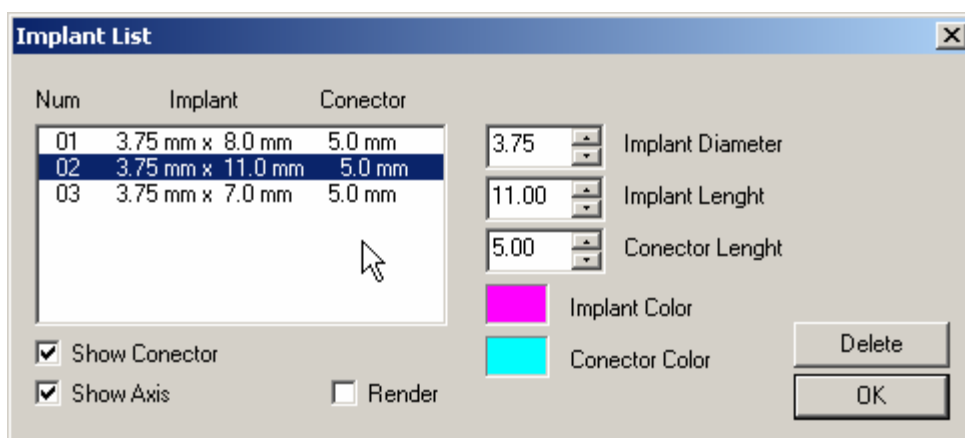 Implant List
Num Implant Conector
01 3.75 mm x 8.0 mm 5.0 mm
02 3.75 mm x 11.0 mm 5.0 mm
03 3.75 mm x 7.0 mm 5.0 mm
3.75 Implant Diameter
11.00 Implant Lenght
5.00 Conector Lenght
Implant Color
Conector Color
Show Conector
Show Axis
Render
Delete
OK